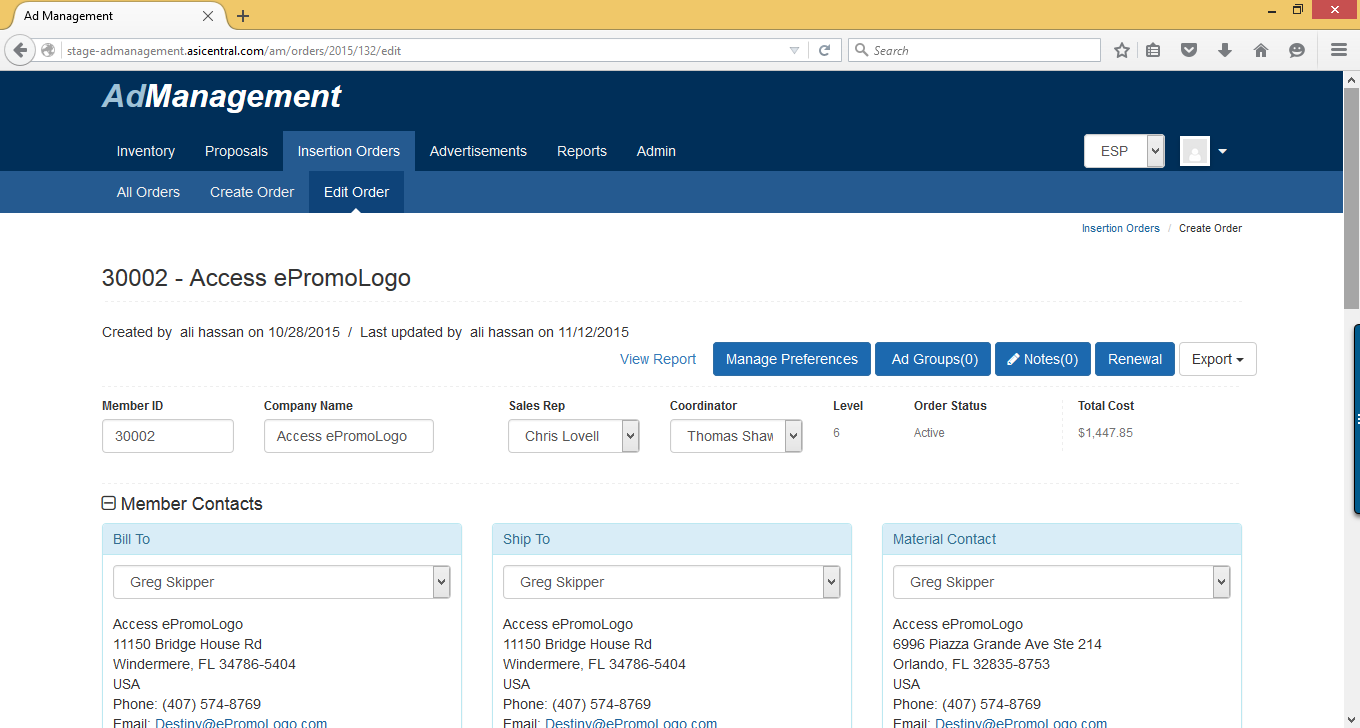 Ad Management
stage-admanagement.asicentral.com/am/orders/2015/132/edit
Search
AdManagement
Inventory Proposals Insertion Orders Advertisements Reports Admin ESP
All Orders Create Order Edit Order
Insertion Orders / Create Order
30002 - Access ePromoLogo
Created by ali hassan on 10/28/2015 / Last updated by ali hassan on 11/12/2015
View Report Manage Preferences Ad Groups(0) Notes(0) Renewal Export
Member ID Company Name Sales Rep Coordinator Level Order Status Total Cost
30002 Access ePromoLogo Chris Lovell Thomas Shaw 6 Active $1,447.85
Member Contacts
Bill To
Greg Skipper
Access ePromoLogo
11150 Bridge House Rd
Windermere, FL 34786-5404
USA
Phone: (407) 574-8769
Email: Destiny@ePromoLogo.com
Ship To
Greg Skipper
Access ePromoLogo
11150 Bridge House Rd
Windermere, FL 34786-5404
USA
Phone: (407) 574-8769
Email: Destiny@ePromoLogo.com
Material Contact
Greg Skipper
Access ePromoLogo
6996 Piazza Grande Ave Ste 214
Orlando, FL 32835-8753
USA
Phone: (407) 574-8769
Email: Destiny@ePromoLogo.com